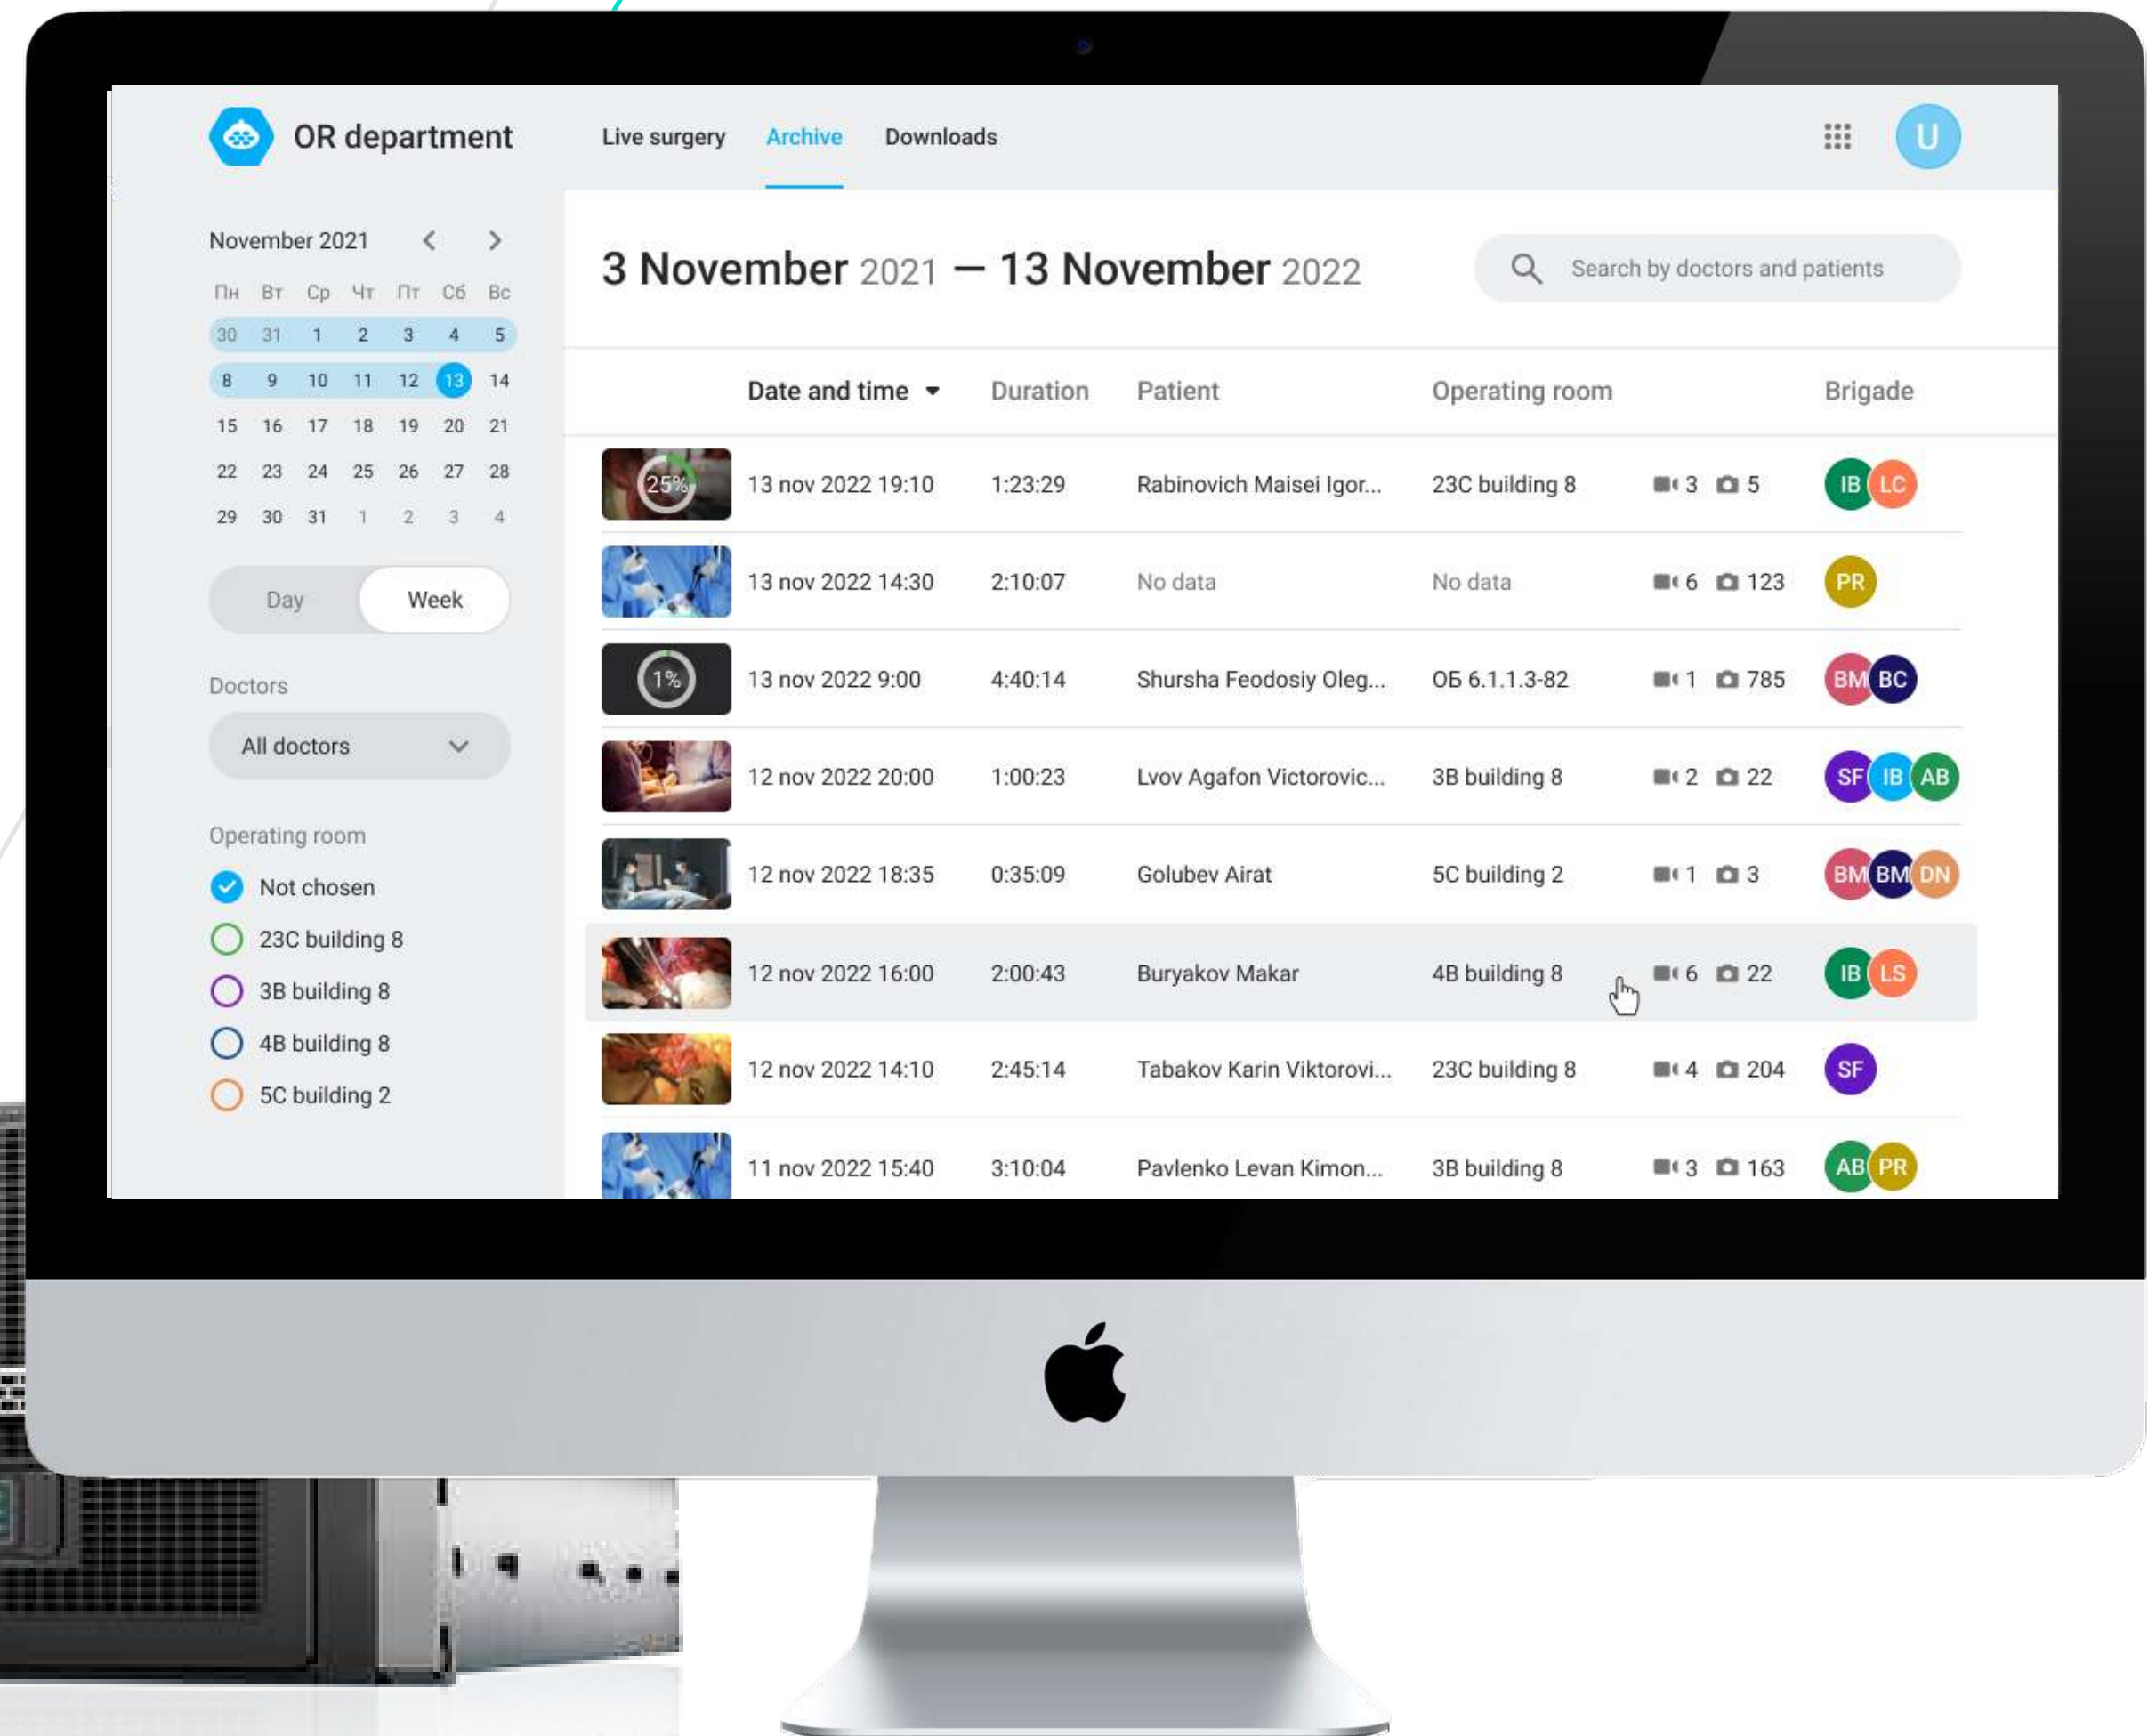 OR department Live surgery Archive Downloads U
November 2021
Пн Вт Ср Чт Пт Сб Вс
30 31 1 2 3 4 5
8 9 10 11 12 13 14
15 16 17 18 19 20 21
22 23 24 25 26 27 28
29 30 31 1 2 3 4
Day Week
Doctors
All doctors
Operating room
Not chosen
23C building 8
3B building 8
4B building 8
5C building 2
3 November 2021 — 13 November 2022 Search by doctors and patients
Date and time Duration Patient Operating room Brigade
25% 13 nov 2022 19:10 1:23:29 Rabinovich Maisei Igor... 23C building 8 3 5 IB LC
13 nov 2022 14:30 2:10:07 No data No data 6 123 PR
1% 13 nov 2022 9:00 4:40:14 Shursha Feodosiy Oleg... ОБ 6.1.1.3-82 1 785 BM BC
12 nov 2022 20:00 1:00:23 Lvov Agafon Victorovic... 3B building 8 2 22 SF IB AB
12 nov 2022 18:35 0:35:09 Golubev Airat 5C building 2 1 3 BM BM DN
12 nov 2022 16:00 2:00:43 Buryakov Makar 4B building 8 6 22 IB LS
12 nov 2022 14:10 2:45:14 Tabakov Karin Viktorovi... 23C building 8 4 204 SF
11 nov 2022 15:40 3:10:04 Pavlenko Levan Kimon... 3B building 8 3 163 AB PR